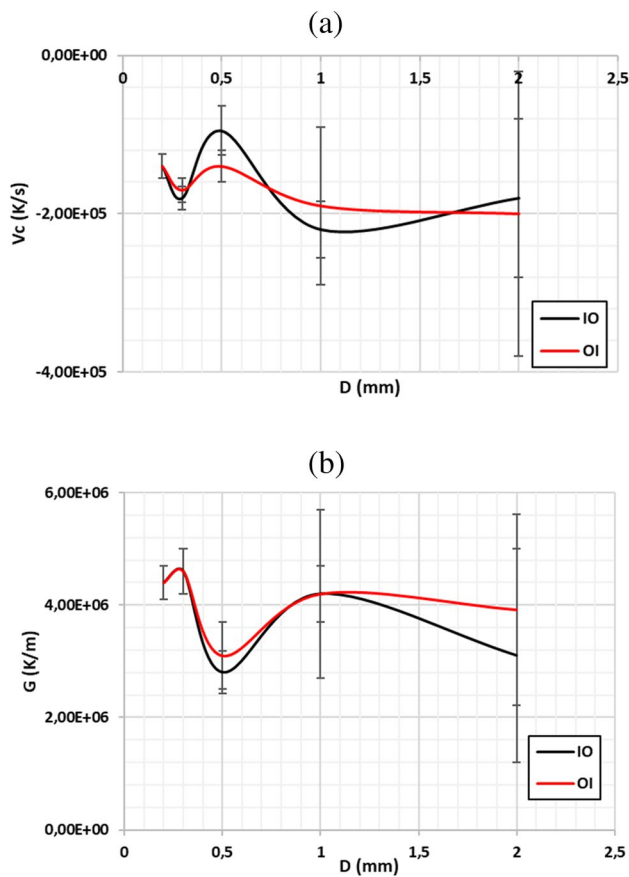 (a)
0,00E+00
0 0,5 1 1,5 2 2,5
Vc (K/s)
-2,00E+05
IO
OI
-4,00E+05
D (mm)
(b)
6,00E+06
4,00E+06
G (K/m)
2,00E+06
IO
OI
0,00E+00
0 0,5 1 1,5 2 2,5
D (mm)